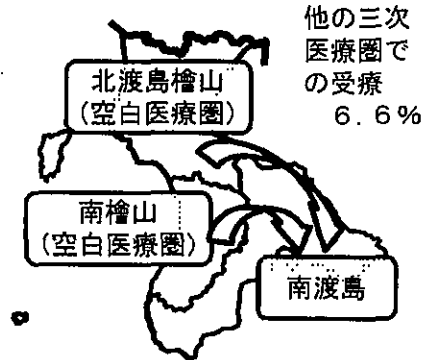 他の三次
医療圏で
の受療
6.6%
北渡島檜山
(空白医療圏)
南檜山
(空白医療圏)
南渡島